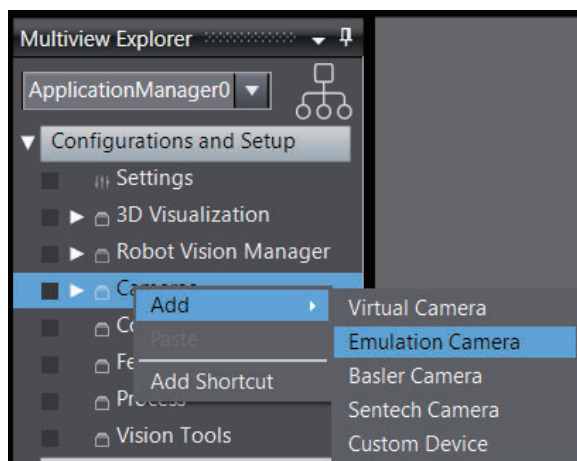 Multiview Explorer
ApplicationManager0
Configurations and Setup
Settings
3D Visualization
Robot Vision Manager
Add
Virtual Camera
Paste
Emulation Camera
Add Shortcut
Basler Camera
Sentech Camera
Vision Tools
Custom Device